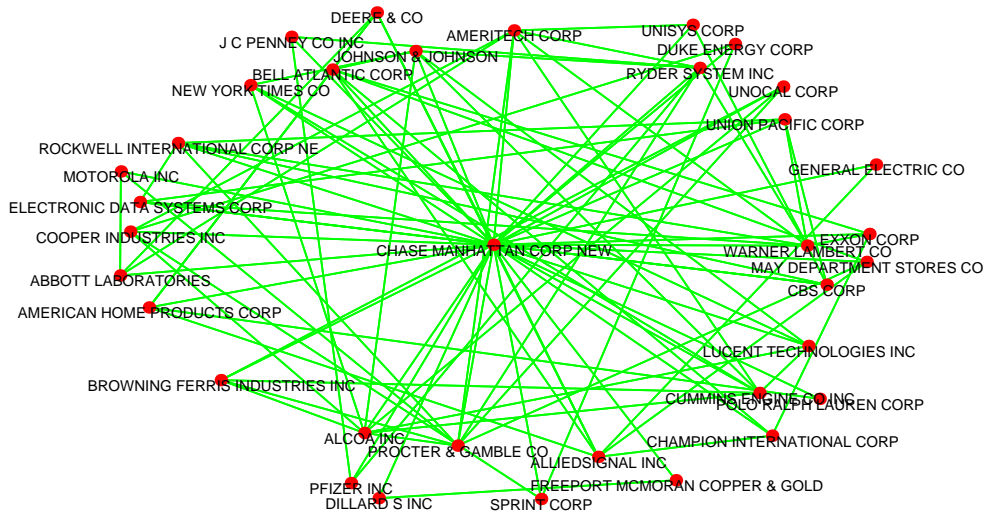 DEERE & CO
AMERITECH CORP
UNISYS CORP
J C PENNEY CO INC
DUKE ENERGY CORP
JOHNSON & JOHNSON
BELL ATLANTIC CORP
RYDER SYSTEM INC
NEW YORK TIMES CO
UNOCAL CORP
UNION PACIFIC CORP
ROCKWELL INTERNATIONAL CORP NE
GENERAL ELECTRIC CO
MOTOROLA INC
ELECTRONIC DATA SYSTEMS CORP
COOPER INDUSTRIES INC
EXXON CORP
CHASE MANHATTAN CORP NEW
WARNER LAMBERT CO
MAY DEPARTMENT STORES CO
ABBOTT LABORATORIES
CBS CORP
AMERICAN HOME PRODUCTS CORP
LUCENT TECHNOLOGIES INC
BROWNING FERRIS INDUSTRIES INC
CUMMINS ENGINE CO INC
POLO RALPH LAUREN CORP
ALCOA INC
CHAMPION INTERNATIONAL CORP
PROCTER & GAMBLE CO
ALLIEDSIGNAL INC
PFIZER INC
FREEPORT MCMORAN COPPER & GOLD
DILLARD S INC
SPRINT CORP